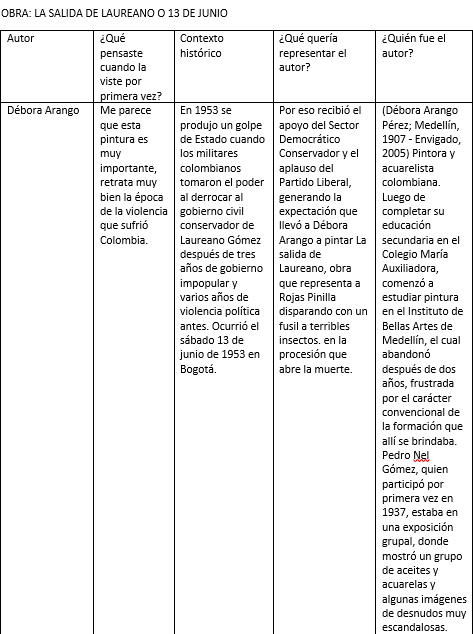 OBRA: LA SALIDA DE LAUREANO O 13 DE JUNIO
Autor
¿Qué
pensaste
cuando la
viste por
primera vez?
Contexto
histórico
¿Qué quería
representar el
autor?
¿Quién fue el
autor?
Débora Arango
Me parece
que esta
pintura es
muy
importante,
retrata muy
bien la época
de la violencia
que sufrió
Colombia.
En 1953 se
produjo un golpe
de Estado cuando
los militares
colombianos
tomaron el poder
al derrocar al
gobierno civil
conservador de
Laureano Gómez
después de tres
años de gobierno
impopular y
varios años de
violencia política
antes. Ocurrió el
sábado 13 de
junio de 1953 en
Bogotá.
Por eso recibió el
apoyo del Sector
Democrático
Conservador y el
aplauso del
Partido Liberal,
generando la
expectación que
llevó a Débora
Arango a pintar La
salida de
Laureano, obra
que representa a
Rojas Pinilla
disparando con un
fusil a terribles
insectos. en la
procesión que
abre la muerte.
(Débora Arango
Pérez; Medellín,
1907 - Envigado,
2005) Pintora y
acuarelista
colombiana.
Luego de
completar su
educación
secundaria en el
Colegio María
Auxiliadora,
comenzó a
estudiar pintura
en el Instituto de
Bellas Artes de
Medellín, el cual
abandonó
después de dos
años, frustrada
por el carácter
convencional de
la formación que
allí se brindaba.
Pedro Nel
Gómez, quien
participó por
primera vez en
1937, estaba en
una exposición
grupal, donde
mostró un grupo
de aceites y
acuarelas y
algunas imágenes
de desnudos muy
escandalosas.